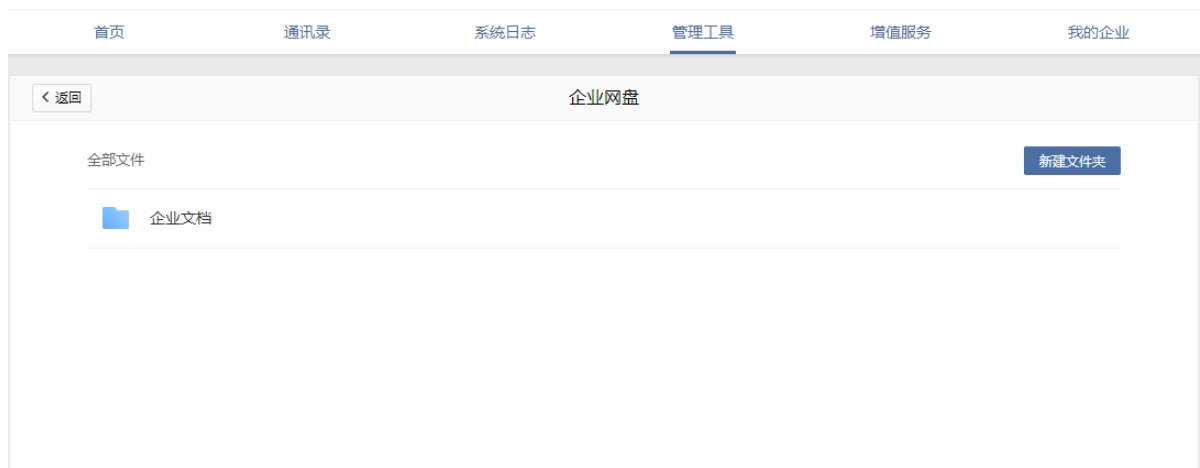 首页 通讯录 系统日志 管理工具 增值服务 我的企业
返回 企业网盘
全部文件 新建文件夹
企业文档